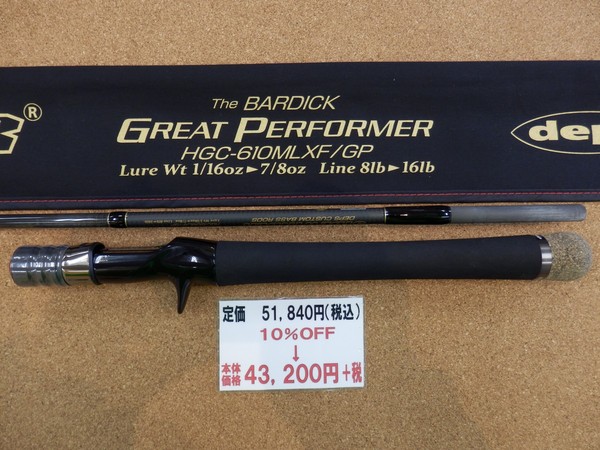 R®
The BARDICK
GREAT PERFORMER
HGC-610MLXF/GP
Lure Wt 1/16oz►7/8oz Line 8lb►16lb
dep
DEPS CUSTOM BASS RODS
定価 51,840円(税込)
10%OFF
↓
本体価格 43,200円+税